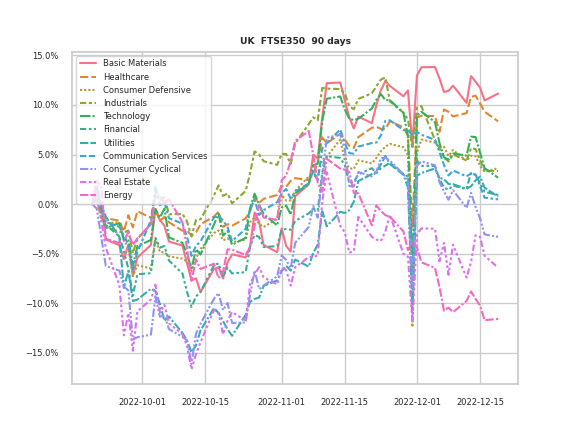 UK  FTSE350  90 days
15.0%
10.0%
5.0%
0.0%
−5.0%
−10.0%
−15.0%
Basic Materials
Healthcare
Consumer Defensive
Industrials
Technology
Financial
Utilities
Communication Services
Consumer Cyclical
Real Estate
Energy
2022-10-01 2022-10-15 2022-11-01 2022-11-15 2022-12-01 2022-12-15